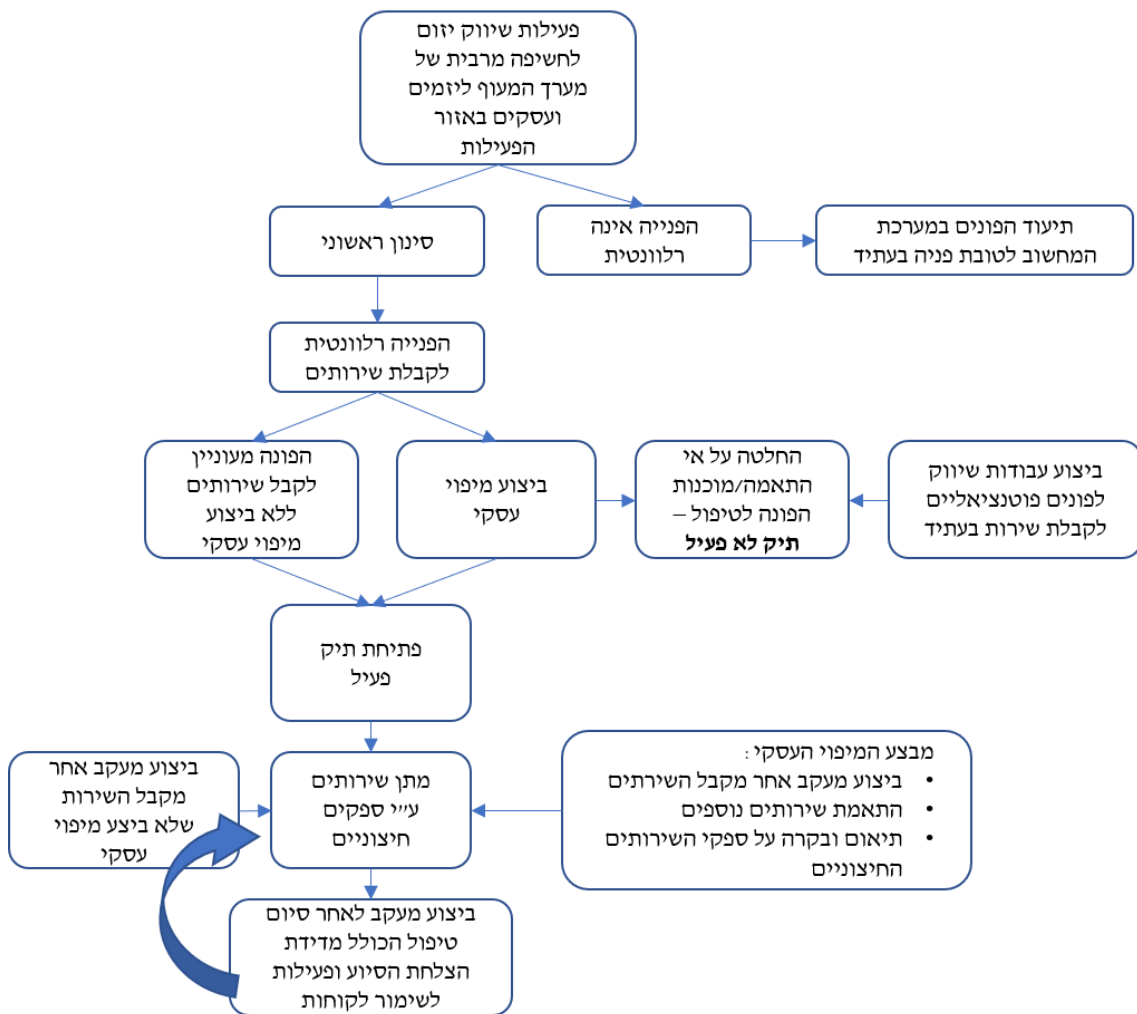 פעילות שיווק יזום
לחשיפה מרבית של
מערך המעוף ליזמים
ועסקים באזור
הפעילות
סינון ראשוני
הפנייה אינה
רלוונטית
תיעוד הפונים במערכת
המחשוב לטובת פניה בעתיד
הפנייה רלוונטית
לקבלת שירותים
הפונה מעוניין
לקבל שירותים
ללא ביצוע
מיפוי עסקי
ביצוע מיפוי
עסקי
החלטה על אי
התאמה/מוכנות
הפונה לטיפול –
תיק לא פעיל
ביצוע עבודות שיווק
לפונים פוטנציאליים
לקבלת שירות בעתיד
פתיחת תיק
פעיל
ביצוע מעקב אחר
מקבל השירות
שלא ביצע מיפוי
עסקי
מתן שירותים
ע״י ספקים
חיצוניים
מבצע המיפוי העסקי :
• ביצוע מעקב אחר מקבל השירתים
• התאמת שירותים נוספים
• תיאום ובקרה על ספקי השירותים
החיצוניים
ביצוע מעקב לאחר סיום
טיפול הכולל מדידת
הצלחת הסיוע ופעילות
לשימור לקוחות